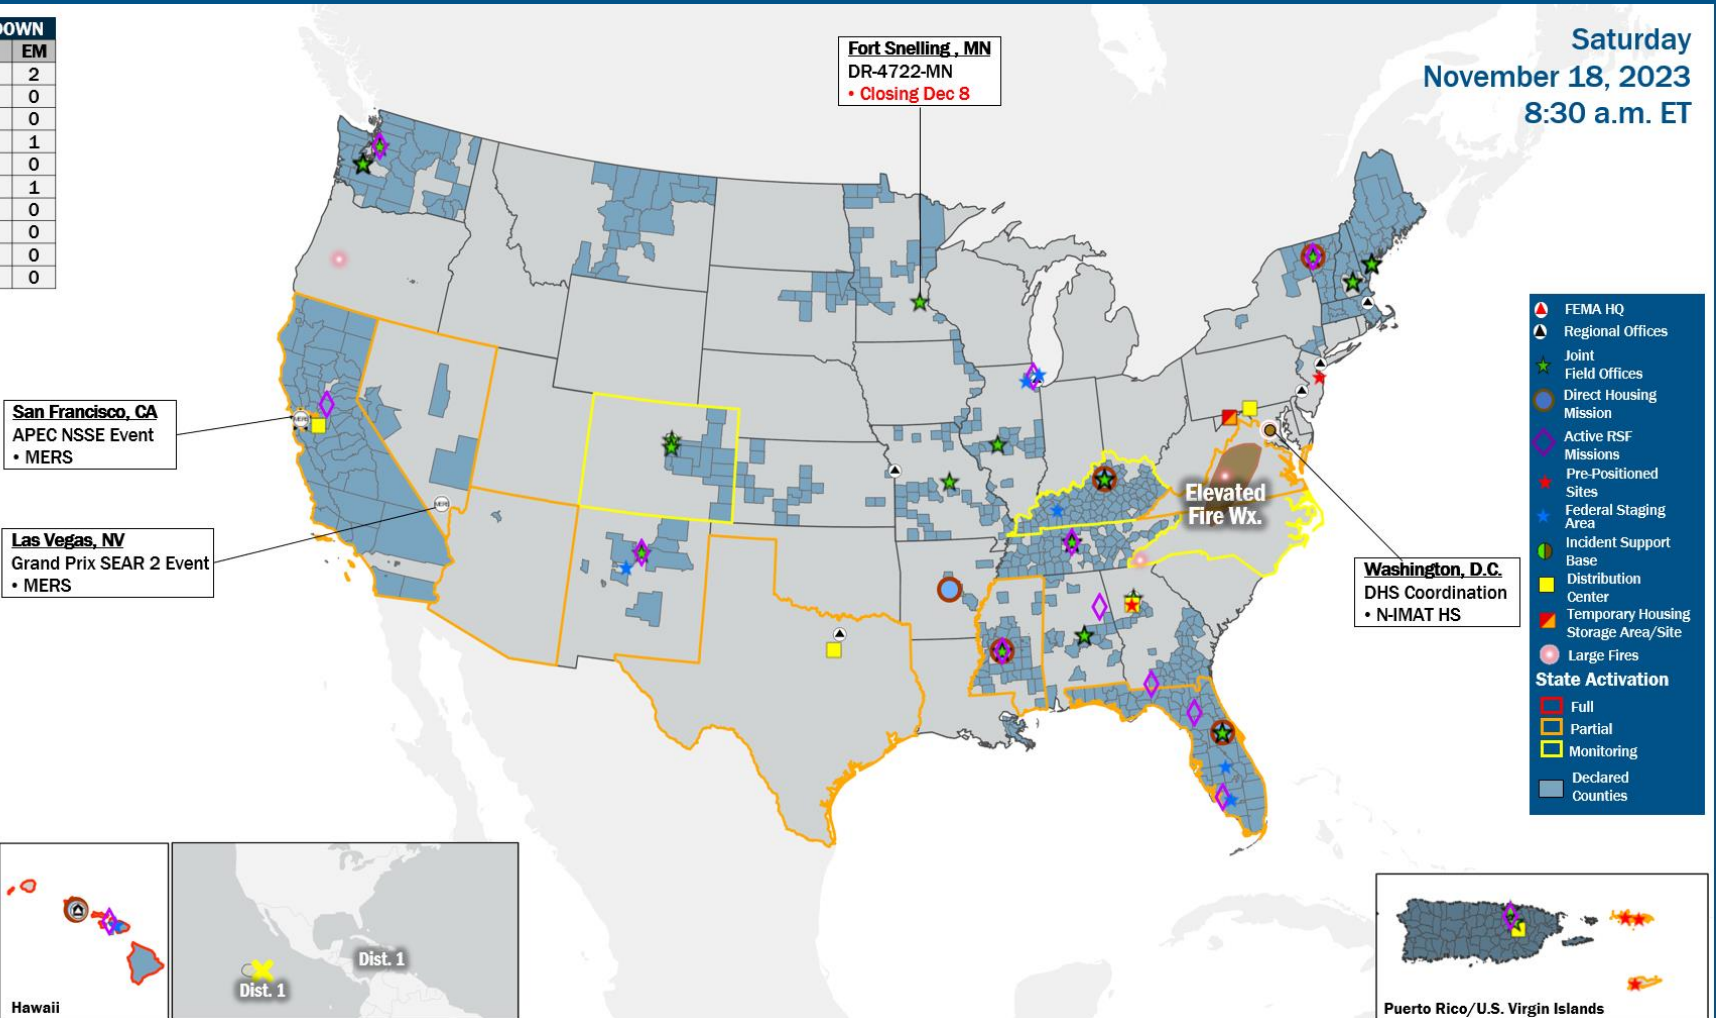 DOWN
EM
2
0
0
1
0
1
0
0
0
0
Saturday
November 18, 2023
8:30 a.m. ET
Fort Snelling , MN
DR-4722-MN
• Closing Dec 8
San Francisco, CA
APEC NSSE Event
• MERS
MERS
Las Vegas, NV
Grand Prix SEAR 2 Event
• MERS
MERS
Elevated
Fire Wx.
Washington, D.C.
DHS Coordination
• N-IMAT HS
FEMA HQ
Regional Offices
Joint
Field Offices
Direct Housing
Mission
Active RSF
Missions
Pre-Positioned
Sites
Federal Staging
Area
Incident Support
Base
Distribution
Center
Temporary Housing
Storage Area/Site
Large Fires
State Activation
Full
Partial
Monitoring
Declared
Counties
Hawaii
Dist. 1
Dist. 1
Puerto Rico/U.S. Virgin Islands